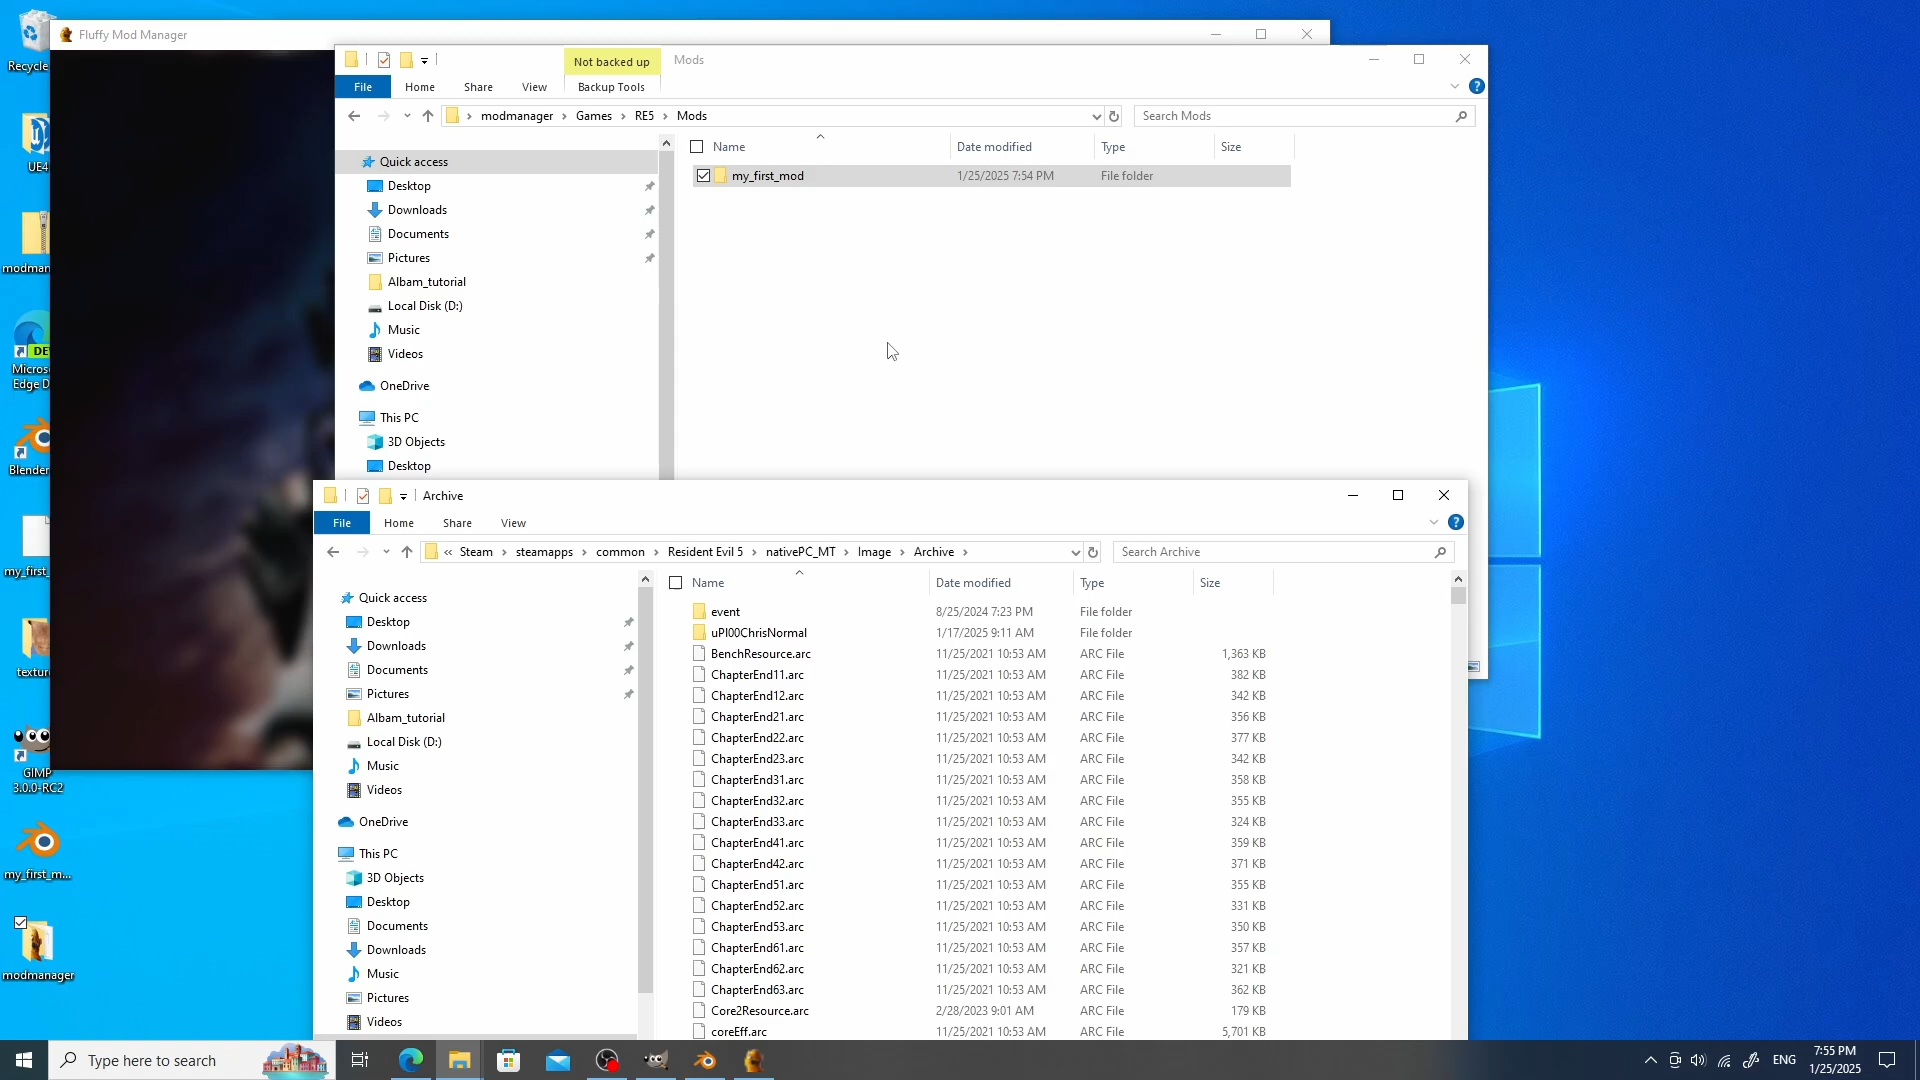 Recycle
UE4
modman
DE
Micros
Edge D
Blender
my_first_
textur
GIMP
3.0.0-RC2
my_first_m...
modmanager
Fluffy Mod Manager
Not backed up
Mods
File
Home
Share
View
Backup Tools
modmanager
Games
RE5
Mods
Search Mods
Name
Date modified
Type
Size
my_first_mod
1/25/2025 7:54 PM
File folder
Quick access
Desktop
Downloads
Documents
Pictures
Albam_tutorial
Local Disk (D:)
Music
Videos
OneDrive
This PC
3D Objects
Desktop
Archive
File
Home
Share
View
« Steam
steamapps
common
Resident Evil 5
nativePC_MT
Image
Archive
Search Archive
Quick access
Desktop
Downloads
Documents
Pictures
Albam_tutorial
Local Disk (D:)
Music
Videos
OneDrive
This PC
3D Objects
Desktop
Documents
Downloads
Music
Pictures
Videos
Name Date modified Type Size
event 8/25/2024 7:23 PM File folder
uPl00ChrisNormal 1/17/2025 9:11 AM File folder
BenchResource.arc 11/25/2021 10:53 AM ARC File 1,363 KB
ChapterEnd11.arc 11/25/2021 10:53 AM ARC File 382 KB
ChapterEnd12.arc 11/25/2021 10:53 AM ARC File 342 KB
ChapterEnd21.arc 11/25/2021 10:53 AM ARC File 356 KB
ChapterEnd22.arc 11/25/2021 10:53 AM ARC File 377 KB
ChapterEnd23.arc 11/25/2021 10:53 AM ARC File 342 KB
ChapterEnd31.arc 11/25/2021 10:53 AM ARC File 358 KB
ChapterEnd32.arc 11/25/2021 10:53 AM ARC File 355 KB
ChapterEnd33.arc 11/25/2021 10:53 AM ARC File 324 KB
ChapterEnd41.arc 11/25/2021 10:53 AM ARC File 359 KB
ChapterEnd42.arc 11/25/2021 10:53 AM ARC File 371 KB
ChapterEnd51.arc 11/25/2021 10:53 AM ARC File 355 KB
ChapterEnd52.arc 11/25/2021 10:53 AM ARC File 331 KB
ChapterEnd53.arc 11/25/2021 10:53 AM ARC File 350 KB
ChapterEnd61.arc 11/25/2021 10:53 AM ARC File 357 KB
ChapterEnd62.arc 11/25/2021 10:53 AM ARC File 321 KB
ChapterEnd63.arc 11/25/2021 10:53 AM ARC File 362 KB
Core2Resource.arc 2/28/2023 9:01 AM ARC File 179 KB
coreEff.arc 11/25/2021 10:53 AM ARC File 5,701 KB
Type here to search
ENG
7:55 PM
1/25/2025